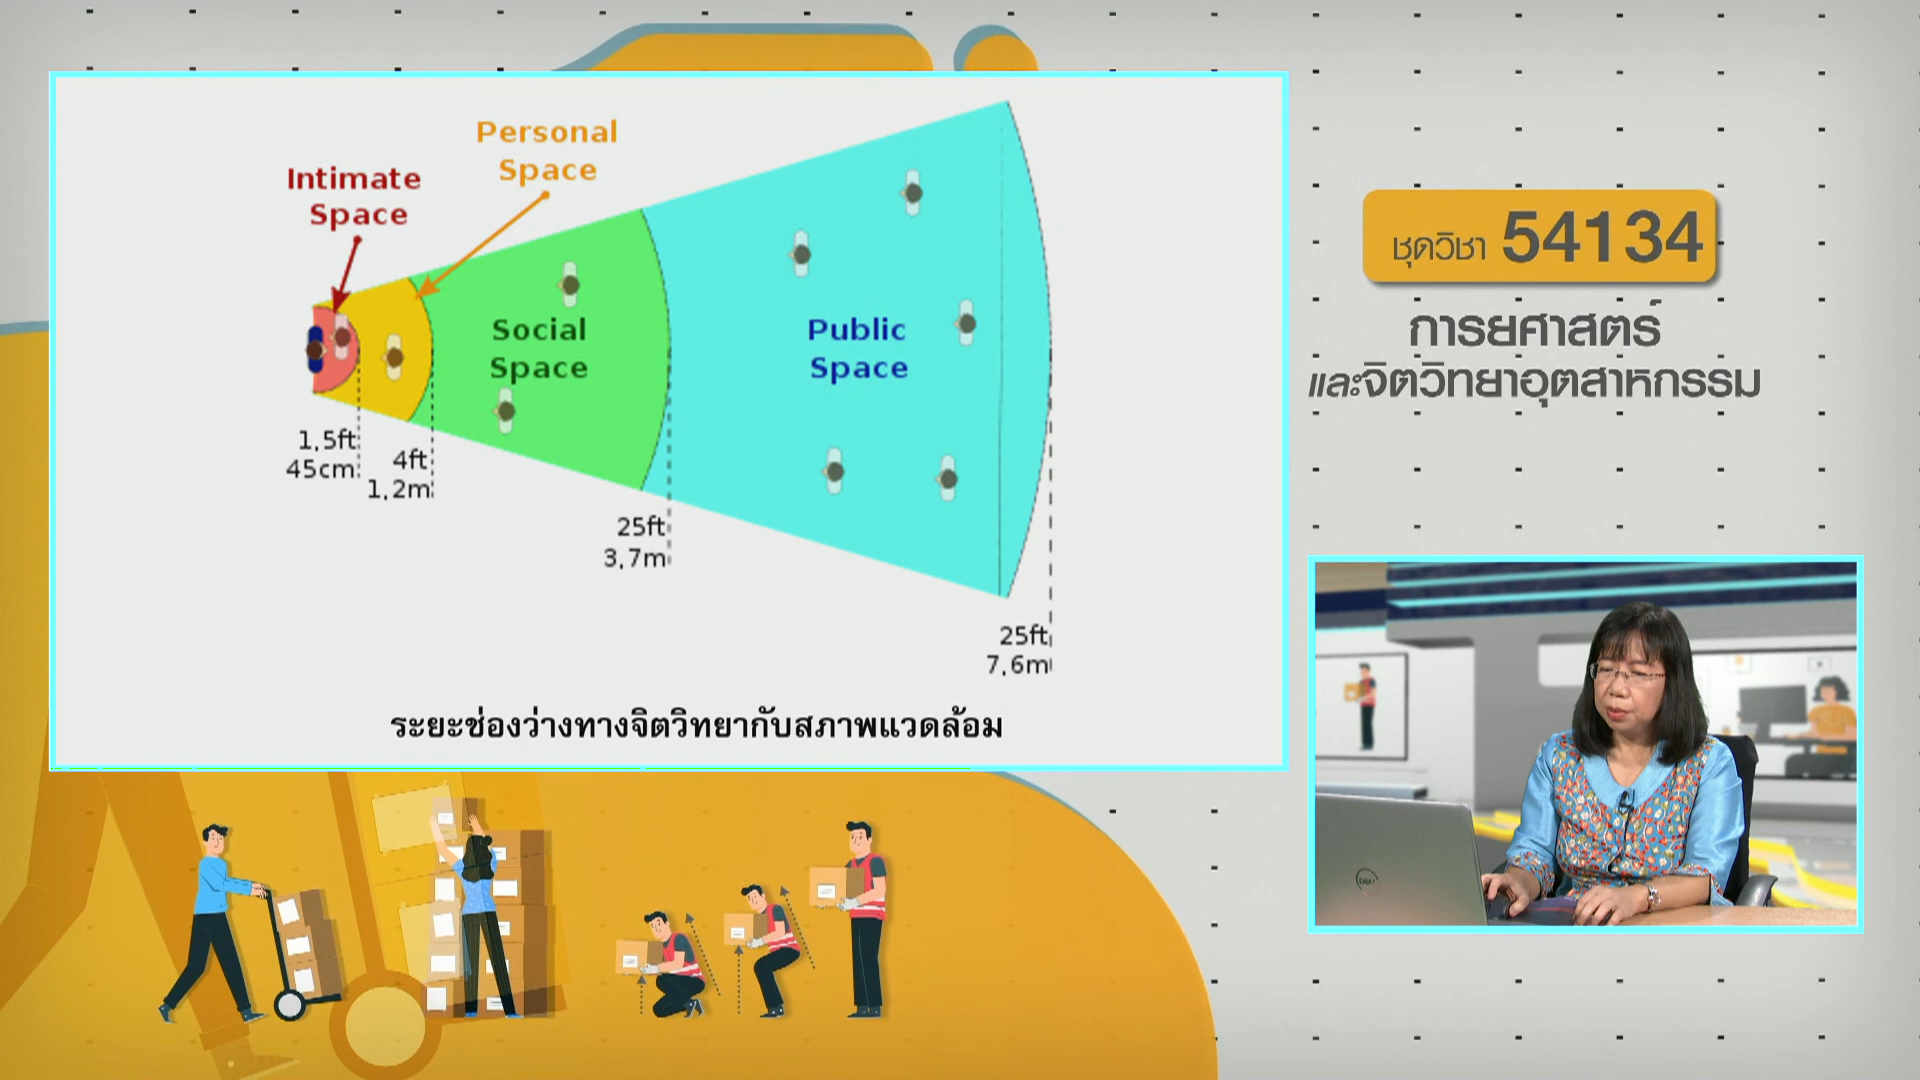 Personal
Space
Intimate
Space
Social
Space
Public
Space
1,5ft
45cm
4ft
1,2m
25ft
3,7m
25ft
7,6m
ระยะช่องว่างทางจิตวิทยากับสภาพแวดล้อม
ชุดวิชา 54134
การยศาสตร์
และจิตวิทยาอุตสาหกรรม
DELL